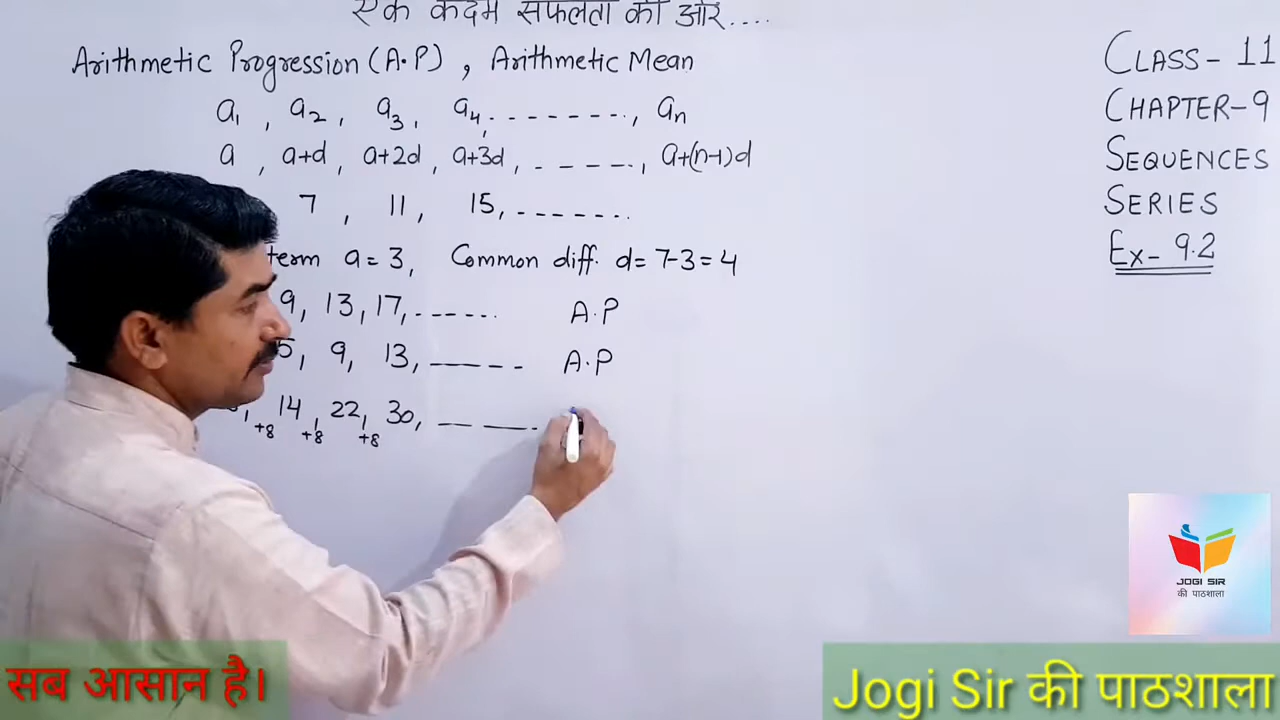 एक कदम सफलता की ओर....
Arithmetic Progression (A.P) , Arithmetic Mean
a₁ , a₂ , a₃ , a₄, - - - - - - - -, aₙ
a , a+d , a+2d , a+3d , - - - - -, a+(n-1)d
7 , 11 , 15, - - - - - - -
term a = 3, Common diff. d = 7-3 = 4
9, 13, 17, - - - - - - A.P
5, 9, 13, - - - - - A.P
, 14 , 22, 30, - - - -
+8 +8 +8
CLASS - 11
CHAPTER - 9
SEQUENCES
SERIES
Ex - 9.2
JOGI SIR
की पाठशाला
सब आसान है।
Jogi Sir की पाठशाला